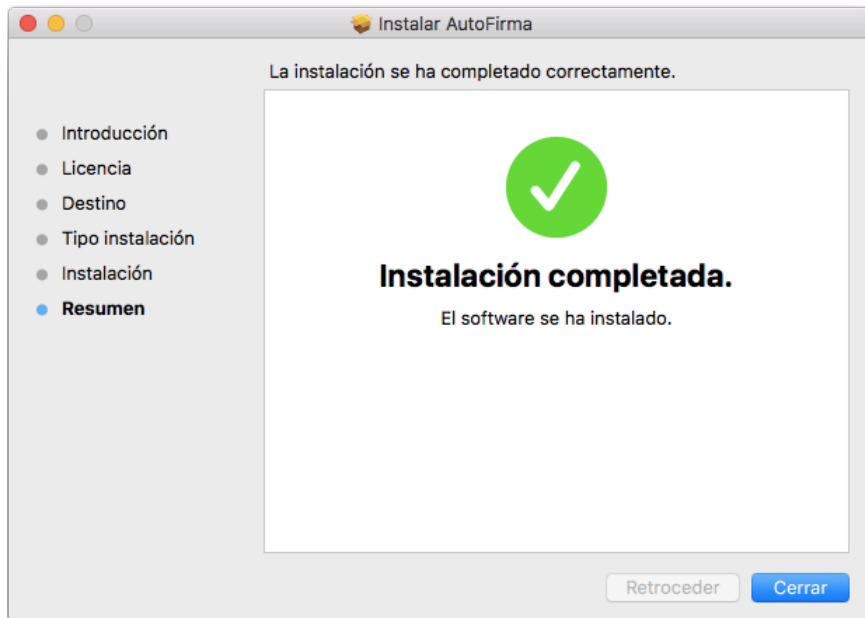 Instalar AutoFirma
La instalación se ha completado correctamente.
Introducción
Licencia
Destino
Tipo instalación
Instalación
Resumen
Instalación completada.
El software se ha instalado.
Retroceder
Cerrar